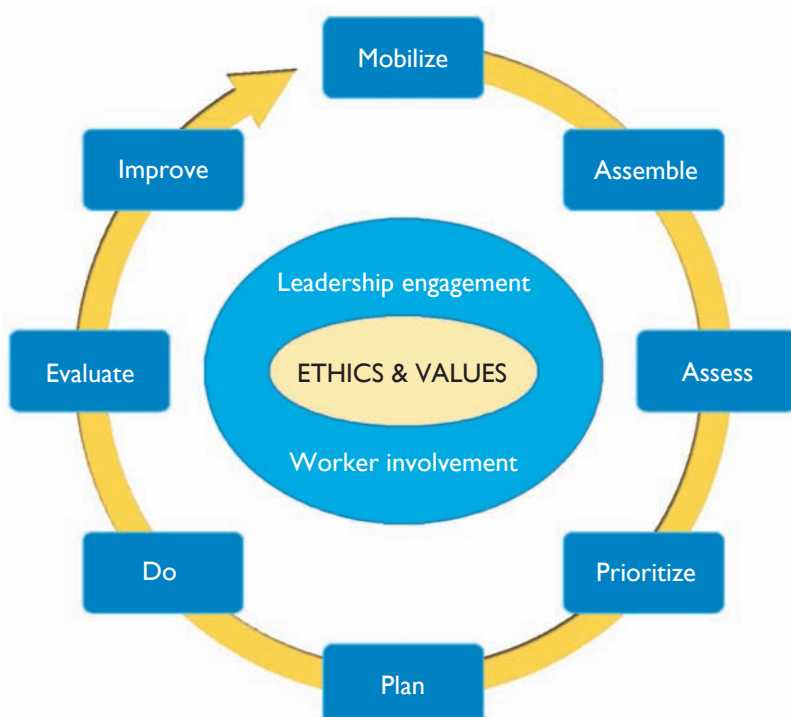 Mobilize
Assemble
Assess
Prioritize
Plan
Do
Evaluate
Improve
Leadership engagement
ETHICS & VALUES
Worker involvement